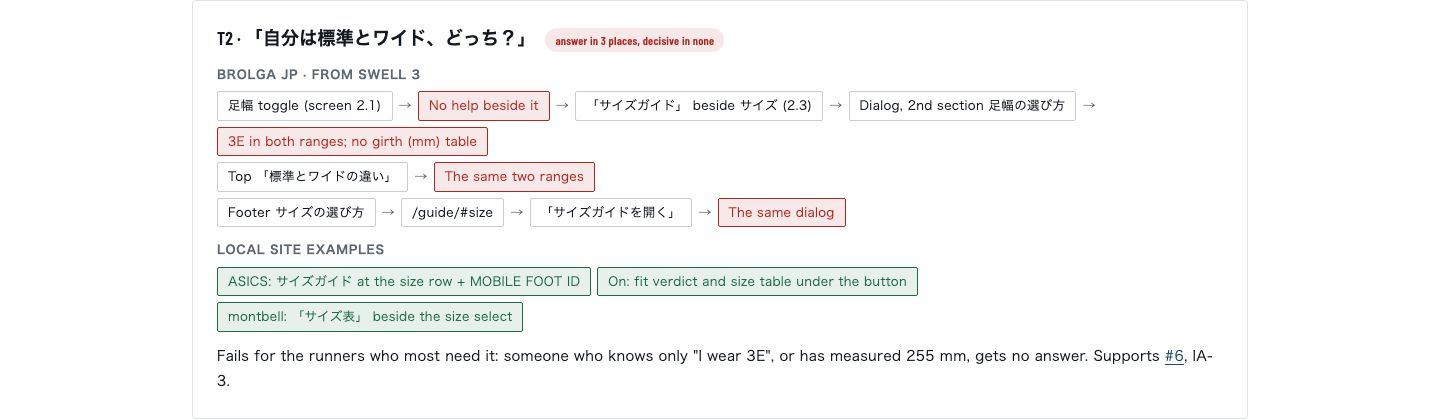 T2 · 「自分は標準とワイド、どっち？」 answer in 3 places, decisive in none
BROLGA JP · FROM SWELL 3
足幅 toggle (screen 2.1) → No help beside it → 「サイズガイド」 beside サイズ (2.3) → Dialog, 2nd section 足幅の選び方 →
3E in both ranges; no girth (mm) table
Top 「標準とワイドの違い」 → The same two ranges
Footer サイズの選び方 → /guide/#size → 「サイズガイドを開く」 → The same dialog
LOCAL SITE EXAMPLES
ASICS: サイズガイド at the size row + MOBILE FOOT ID On: fit verdict and size table under the button
montbell: 「サイズ表」 beside the size select
Fails for the runners who most need it: someone who knows only "I wear 3E", or has measured 255 mm, gets no answer. Supports #6, IA-
3.